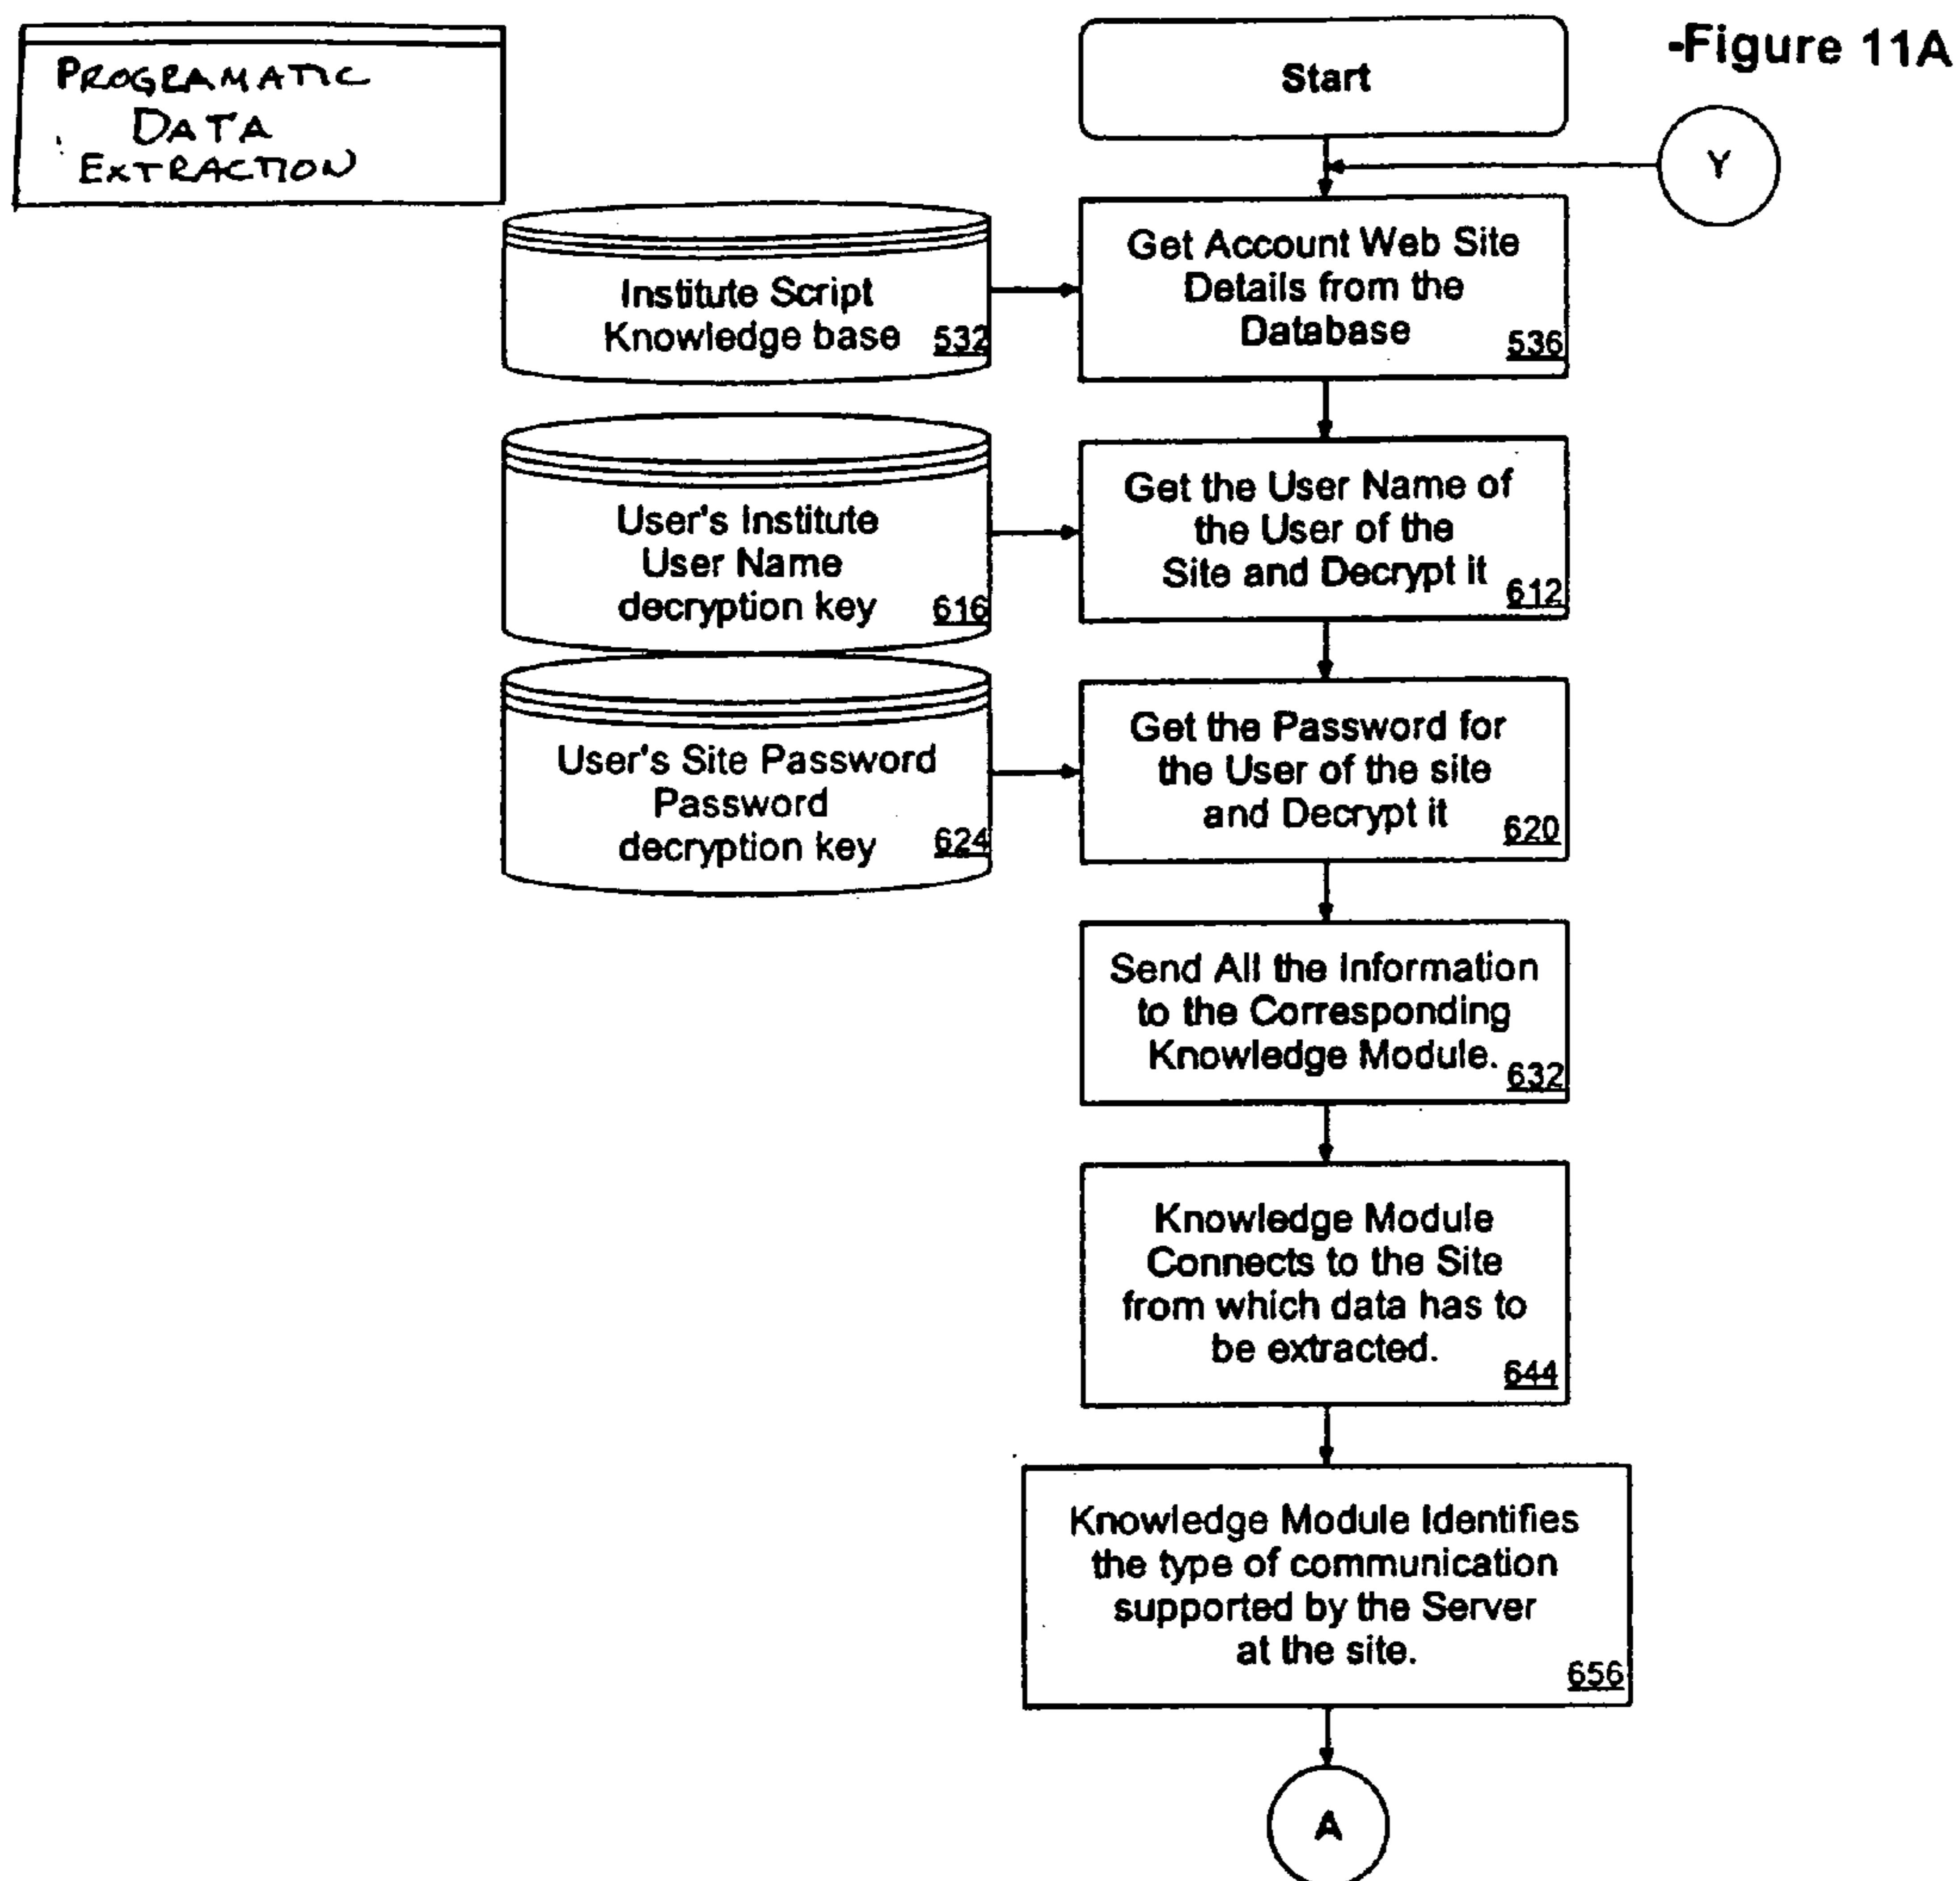 PROGRAMATIC
DATA
EXTRACTION
-Figure 11A
Start
Y
Institute Script
Knowledge base 532
Get Account Web Site
Details from the
Database 536
User's Institute
User Name
decryption key 616
Get the User Name of
the User of the
Site and Decrypt it 612
User's Site Password
Password
decryption key 624
Get the Password for
the User of the site
and Decrypt it 620
Send All the Information
to the Corresponding
Knowledge Module. 632
Knowledge Module
Connects to the Site
from which data has to
be extracted.
644
Knowledge Module Identifies
the type of communication
supported by the Server
at the site.
656
A